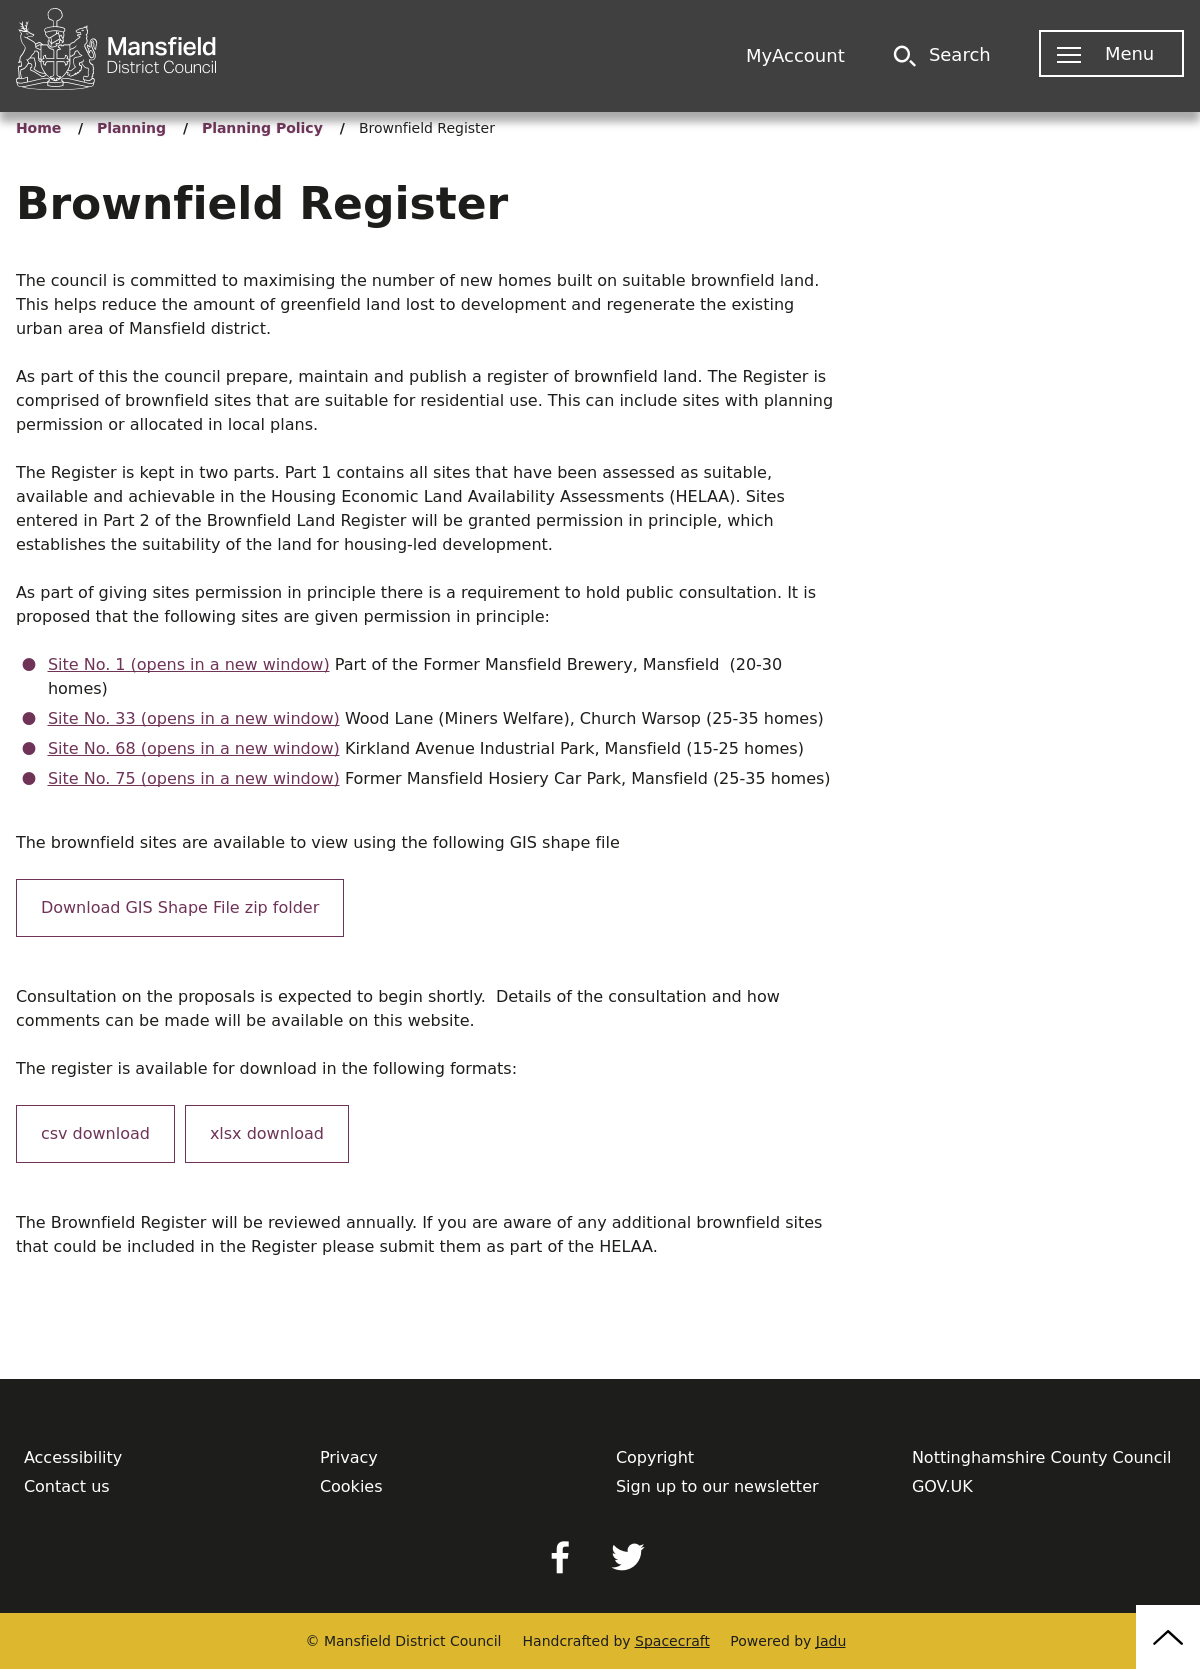 Mansfield
District Council
MyAccount
Search
Menu
Home / Planning / Planning Policy / Brownfield Register
Brownfield Register
The council is committed to maximising the number of new homes built on suitable brownfield land.
This helps reduce the amount of greenfield land lost to development and regenerate the existing
urban area of Mansfield district.
As part of this the council prepare, maintain and publish a register of brownfield land. The Register is
comprised of brownfield sites that are suitable for residential use. This can include sites with planning
permission or allocated in local plans.
The Register is kept in two parts. Part 1 contains all sites that have been assessed as suitable,
available and achievable in the Housing Economic Land Availability Assessments (HELAA). Sites
entered in Part 2 of the Brownfield Land Register will be granted permission in principle, which
establishes the suitability of the land for housing-led development.
As part of giving sites permission in principle there is a requirement to hold public consultation. It is
proposed that the following sites are given permission in principle:
Site No. 1 (opens in a new window) Part of the Former Mansfield Brewery, Mansfield  (20-30
homes)
Site No. 33 (opens in a new window) Wood Lane (Miners Welfare), Church Warsop (25-35 homes)
Site No. 68 (opens in a new window) Kirkland Avenue Industrial Park, Mansfield (15-25 homes)
Site No. 75 (opens in a new window) Former Mansfield Hosiery Car Park, Mansfield (25-35 homes)
The brownfield sites are available to view using the following GIS shape file
Download GIS Shape File zip folder
Consultation on the proposals is expected to begin shortly.  Details of the consultation and how
comments can be made will be available on this website.
The register is available for download in the following formats:
csv download
xlsx download
The Brownfield Register will be reviewed annually. If you are aware of any additional brownfield sites
that could be included in the Register please submit them as part of the HELAA.
Accessibility
Privacy
Copyright
Nottinghamshire County Council
Contact us
Cookies
Sign up to our newsletter
GOV.UK
© Mansfield District Council
Handcrafted by Spacecraft
Powered by Jadu